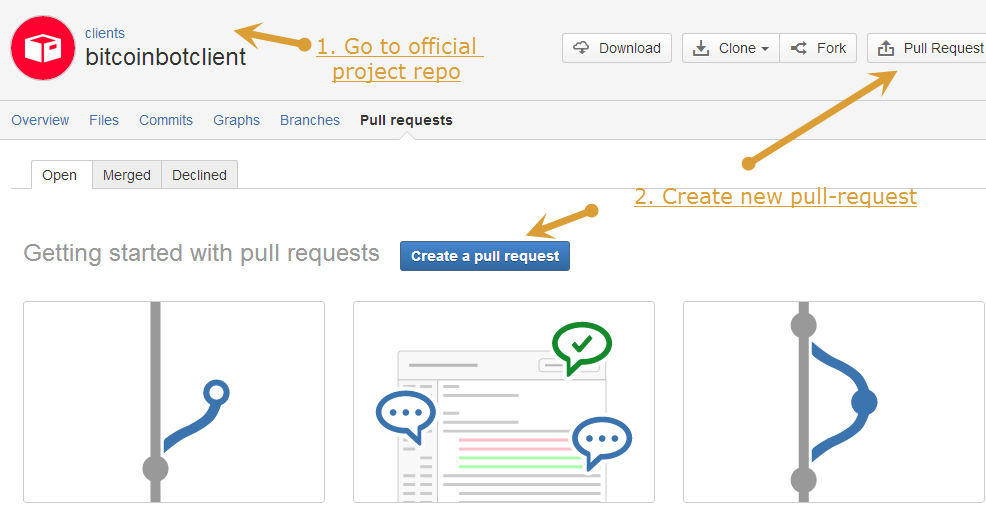 clients
bitcoinbotclient
1. Go to official
project repo
Download
Clone
Fork
Pull Request
Overview
Files
Commits
Graphs
Branches
Pull requests
Open
Merged
Declined
2. Create new pull-request
Getting started with pull requests
Create a pull request